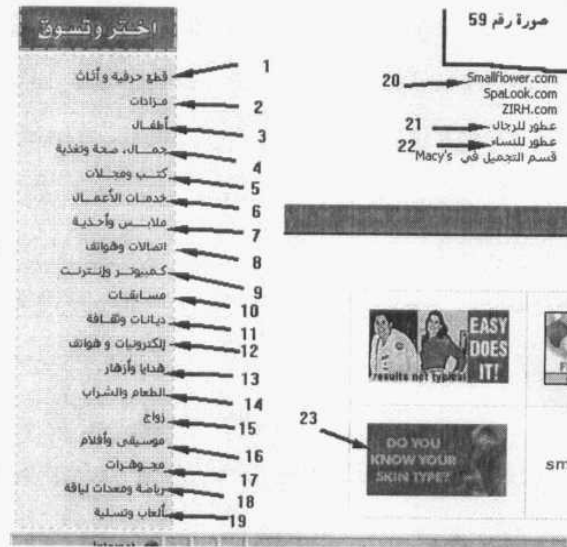 صورة رقم 59
اختر وتسوق
قطع حرفية وأثاث 1
مزادات 2
أطفال 3
جمال، صحة وتغذية 4
كتب ومجلات 5
خدمات الأعمال 6
ملابس وأحذية 7
اتصالات وهواتف 8
كمبيوتر وإنترنت 9
مسابقات 10
ديانات وثقافة 11
إلكترونيات و هواتف 12
هدايا وأزهار 13
الطعام والشراب 14
زواج 15
موسيقى وأفلام 16
مجوهرات 17
رياضة ومعدات لياقة 18
ألعاب وتسلية 19
20 Smallflower.com
SpaLook.com
ZIRH.com
21 عطور للرجال
22 عطور للنساء
قسم التجميل في Macy's
EASY
DOES
IT!
results not typical
23
DO YOU
KNOW YOUR
SKIN TYPE?
sm
Internet